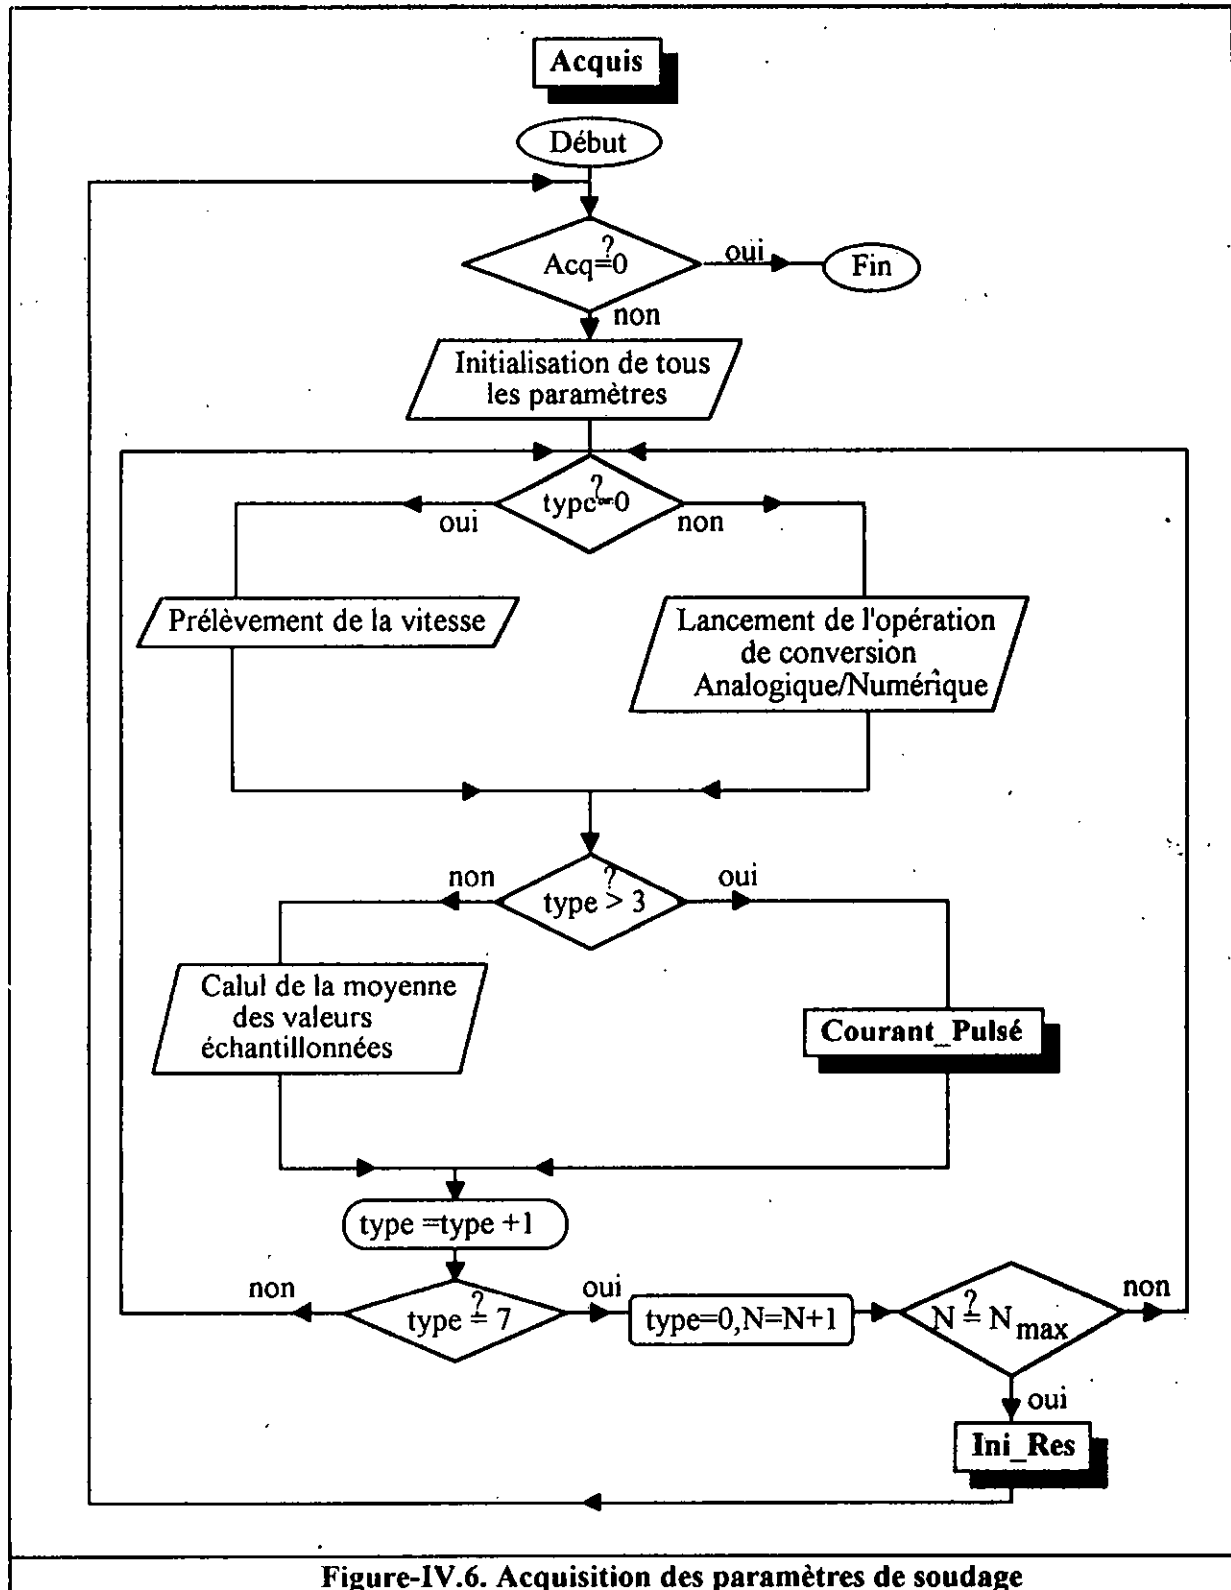 Acquis
Début
?
Acq=0
oui
Fin
non
Initialisation de tous
les paramètres
?
type=0
oui
non
Prélèvement de la vitesse
Lancement de l'opération
de conversion
Analogique/Numérique
non
?
type > 3
oui
Calul de la moyenne
des valeurs
échantillonnées
Courant_Pulsé
type =type +1
non
?
type = 7
oui
type=0,N=N+1
?
N = Nmax
non
oui
Ini_Res
Figure-IV.6. Acquisition des paramètres de soudage